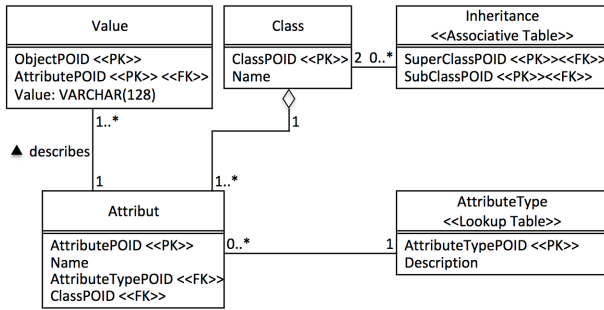 Value
ObjectPOID <<PK>>
AttributePOID <<PK>> <<FK>>
Value: VARCHAR(128)
Class
ClassPOID <<PK>>
Name
Inheritance
<<Associative Table>>
SuperClassPOID <<PK>><<FK>>
SubClassPOID <<PK>><<FK>>
2 0..*
1..*
1
▲ describes
1
1..*
Attribut
AttributePOID <<PK>>
Name
AttributeTypePOID <<FK>>
ClassPOID <<FK>>
0..*
1
AttributeType
<<Lookup Table>>
AttributeTypePOID <<PK>>
Description